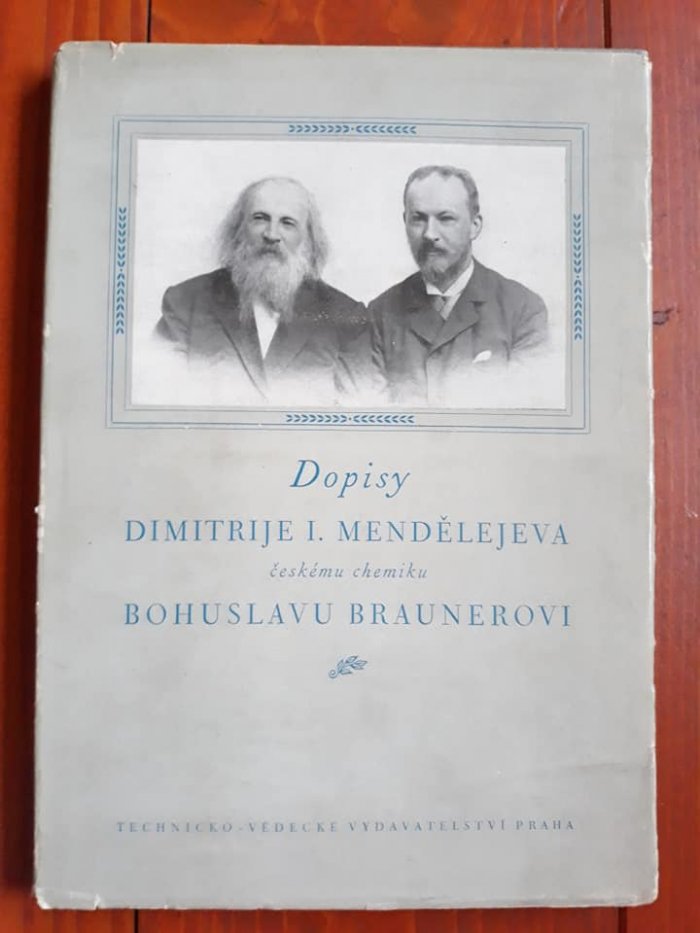 Dopisy
DIMITRIJE I. MENDĚLEJEVA
českému chemiku
BOHUSLAVU BRAUNEROVI
TECHNICKO-VĚDECKÉ VYDAVATELSTVÍ PRAHA